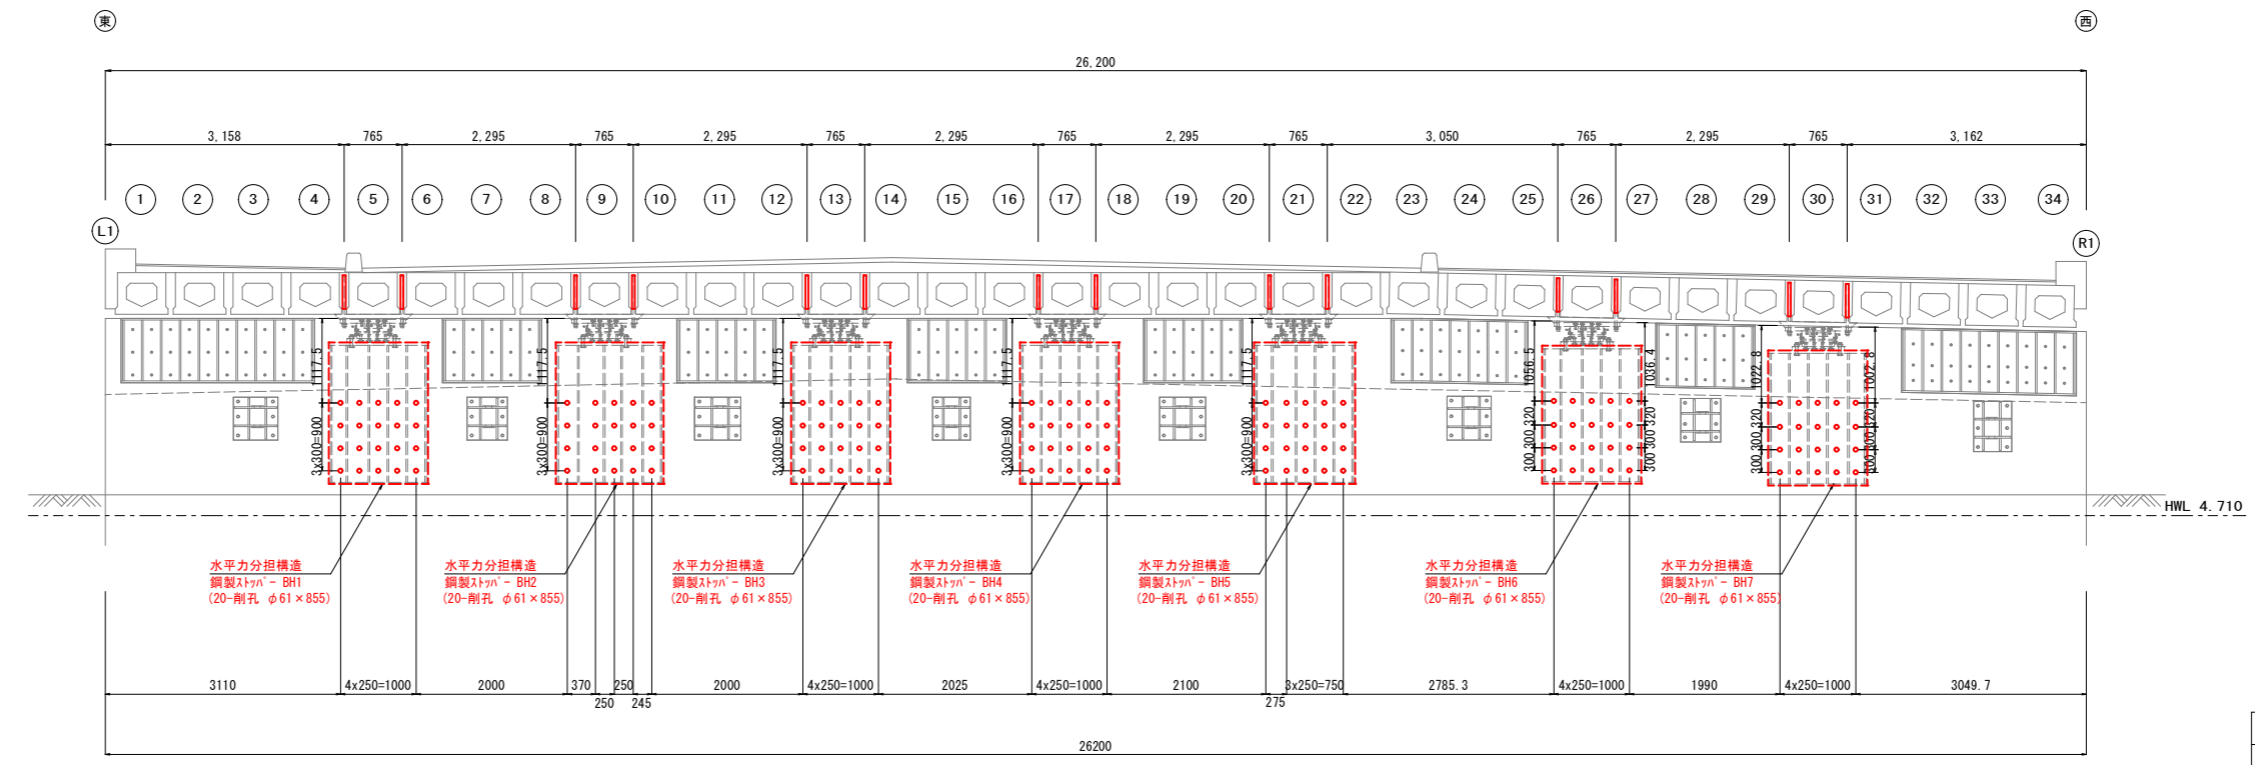 東 西
26,200
3,158 765 2,295 765 2,295 765 2,295 765 2,295 765 3,050 765 2,295 765 3,162
1 2 3 4 5 6 7 8 9 10 11 12 13 14 15 16 17 18 19 20 21 22 23 24 25 26 27 28 29 30 31 32 33 34
L1 R1
1117.5 1117.5 1117.5 1117.5 1117.5 1056.5 1036.4 1022.8 1002.8
3x300=900 3x300=900 3x300=900 3x300=900 3x300=900 300 300 320 300 300 320 300 300 320 300 300 320
HWL 4.710
水平力分担構造 水平力分担構造 水平力分担構造 水平力分担構造 水平力分担構造 水平力分担構造 水平力分担構造
鋼製ストッパー BH1 鋼製ストッパー BH2 鋼製ストッパー BH3 鋼製ストッパー BH4 鋼製ストッパー BH5 鋼製ストッパー BH6 鋼製ストッパー BH7
(20-削孔 φ61×855) (20-削孔 φ61×855) (20-削孔 φ61×855) (20-削孔 φ61×855) (20-削孔 φ61×855) (20-削孔 φ61×855) (20-削孔 φ61×855)
3110 4x250=1000 2000 370 250 2000 4x250=1000 2025 4x250=1000 2100 3x250=750 2785.3 4x250=1000 1990 4x250=1000 3049.7
250 245 275
26200